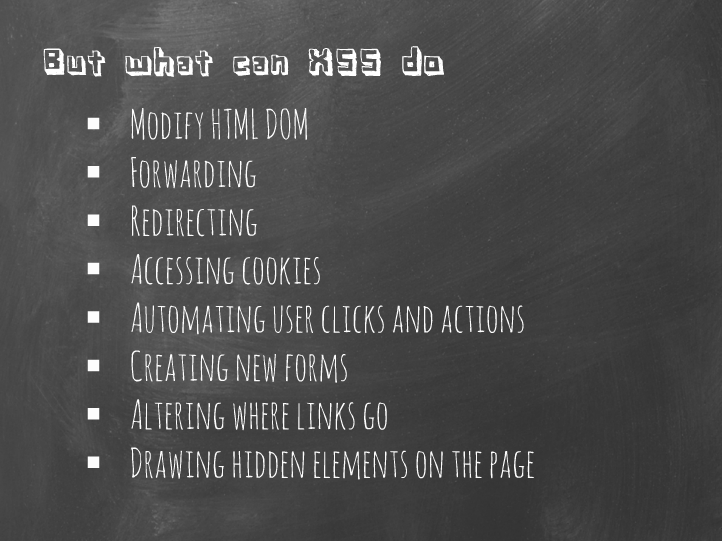 But what can XSS do
Modify HTML DOM
Forwarding
Redirecting
Accessing cookies
Automating user clicks and actions
Creating new forms
Altering where links go
Drawing hidden elements on the page